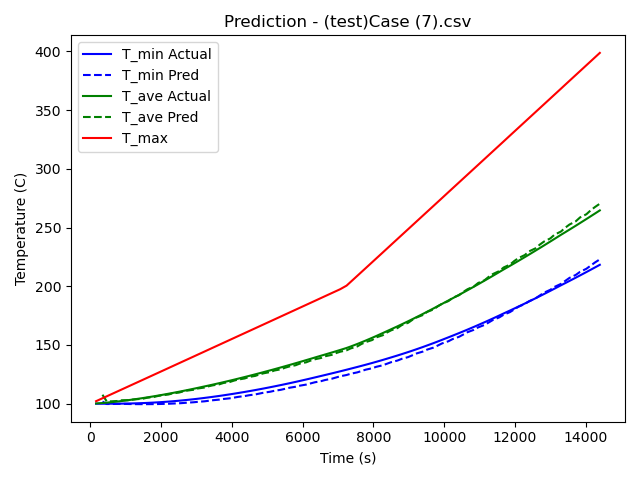 Prediction - (test)Case (7).csv
T_min Actual
T_min Pred
T_ave Actual
T_ave Pred
T_max
Temperature (C)
400
350
300
250
200
150
100
0 2000 4000 6000 8000 10000 12000 14000
Time (s)